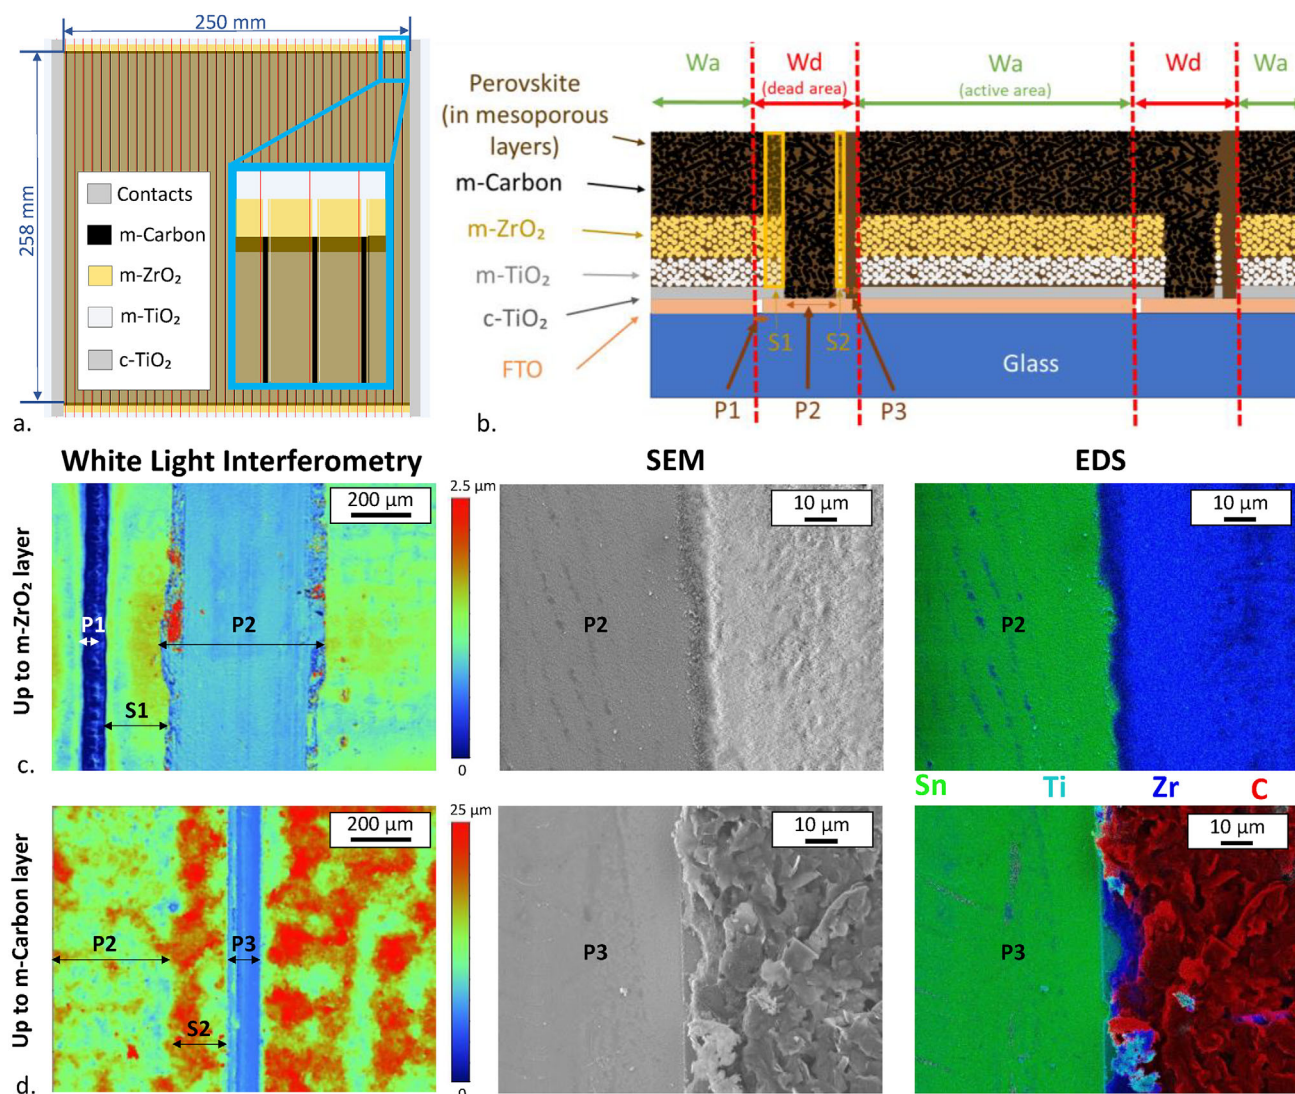 250 mm
258 mm
Contacts
m-Carbon
m-ZrO₂
m-TiO₂
c-TiO₂
a.
Wa
Wd
(dead area)
Wa
(active area)
Wd
Wa
Perovskite
(in mesoporous
layers)
m-Carbon
m-ZrO₂
m-TiO₂
c-TiO₂
FTO
S1
S2
Glass
P1
P2
P3
b.
White Light Interferometry
SEM
EDS
Up to m-ZrO₂ layer
200 µm
P1
P2
S1
2.5 µm
0
10 µm
P2
10 µm
P2
c.
Sn
Ti
Zr
C
Up to m-Carbon layer
200 µm
P2
P3
S2
25 µm
0
10 µm
P3
10 µm
P3
d.